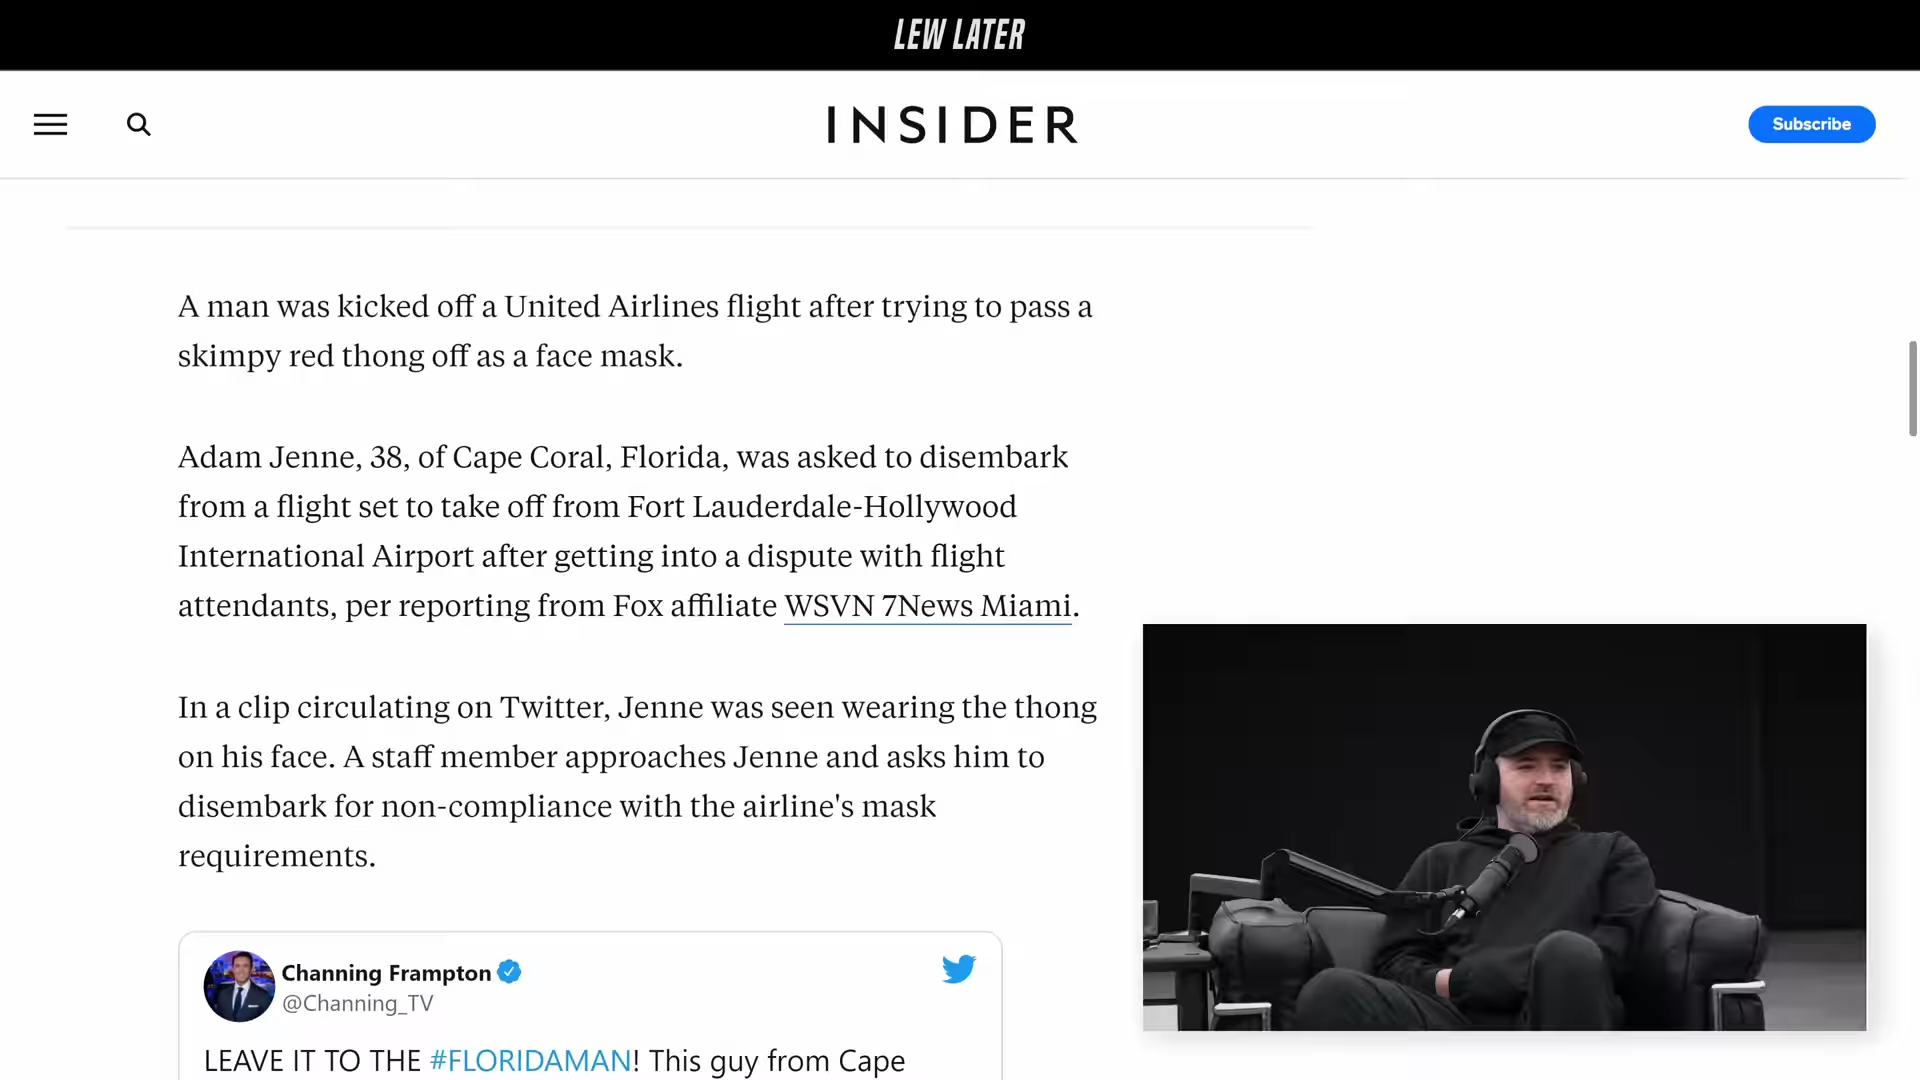 LEW LATER
INSIDER
Subscribe
A man was kicked off a United Airlines flight after trying to pass a
skimpy red thong off as a face mask.
Adam Jenne, 38, of Cape Coral, Florida, was asked to disembark
from a flight set to take off from Fort Lauderdale-Hollywood
International Airport after getting into a dispute with flight
attendants, per reporting from Fox affiliate WSVN 7News Miami.
In a clip circulating on Twitter, Jenne was seen wearing the thong
on his face. A staff member approaches Jenne and asks him to
disembark for non-compliance with the airline's mask
requirements.
Channing Frampton
@Channing_TV
LEAVE IT TO THE #FLORIDAMAN! This guy from Cape